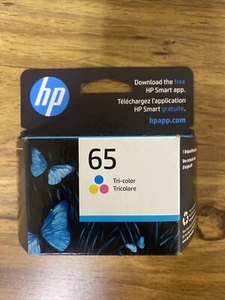 Download the free
HP Smart app.
Téléchargez l'application
HP Smart gratuite.
hpapp.com
hp
65
Tri-color
Tricolore